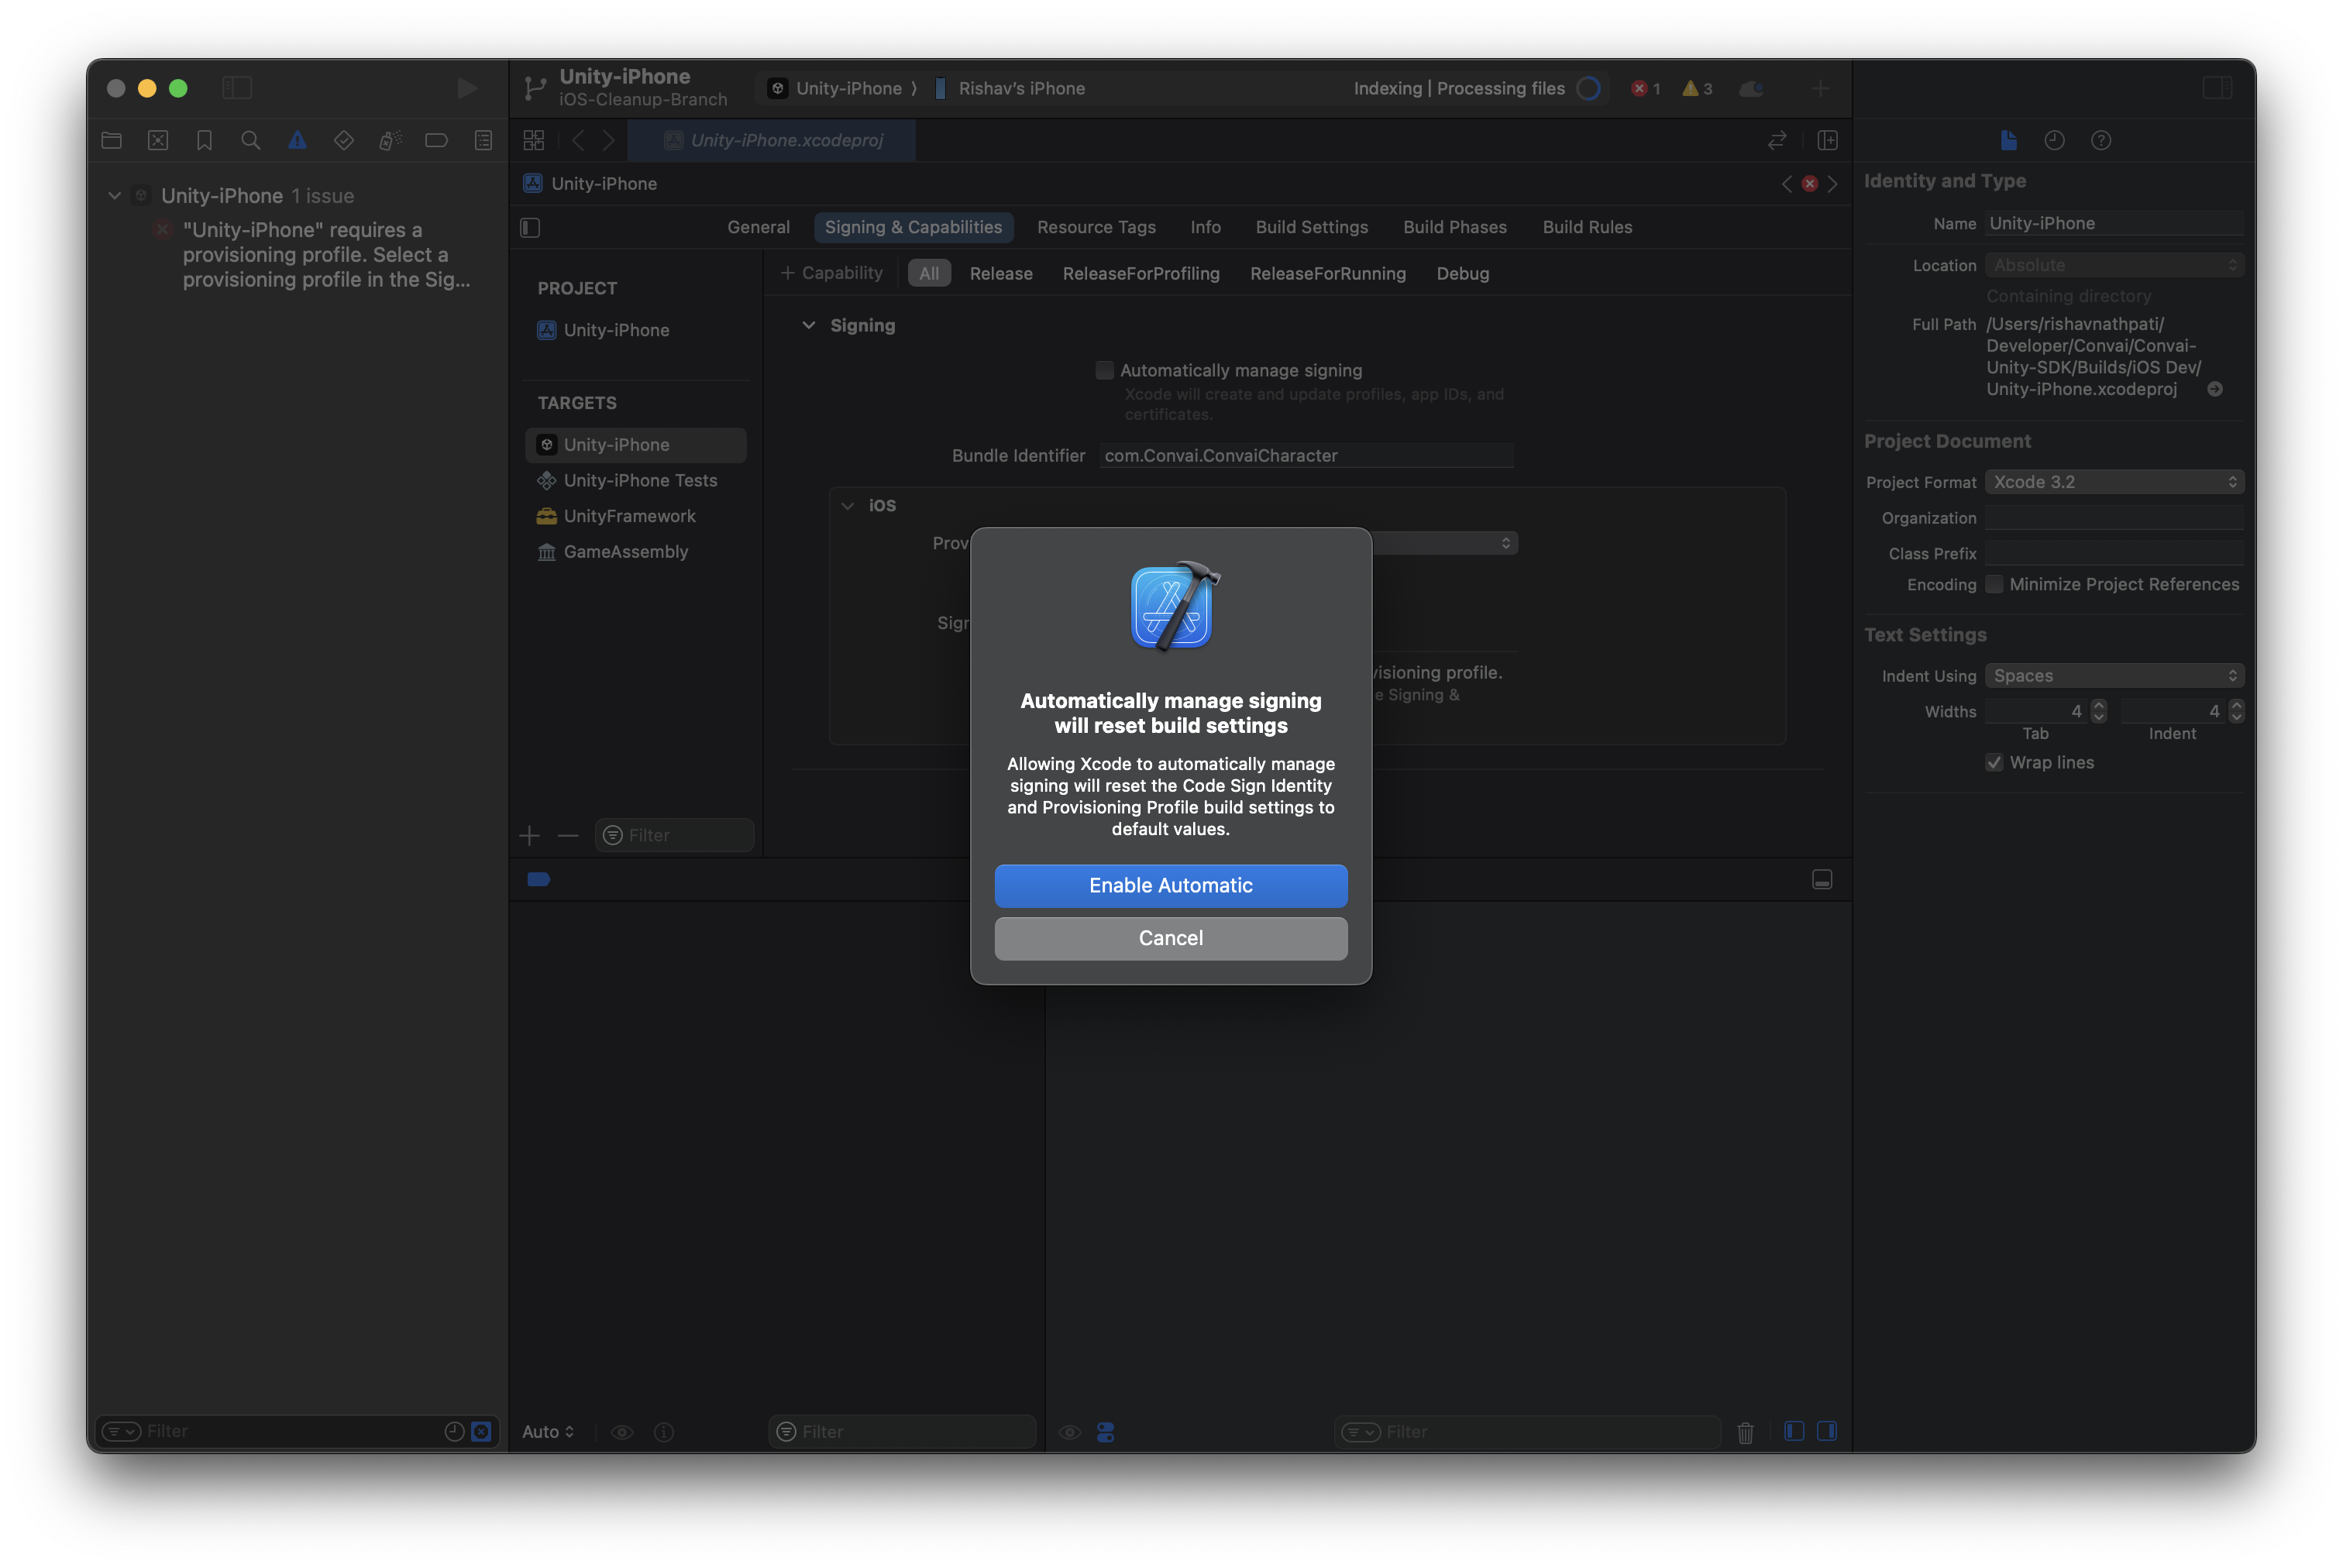 Unity-iPhone
iOS-Cleanup-Branch
Unity-iPhone
Rishav's iPhone
Indexing | Processing files
1
3
Unity-iPhone 1 issue
"Unity-iPhone" requires a
provisioning profile. Select a
provisioning profile in the Sig...
Filter
Unity-iPhone.xcodeproj
Unity-iPhone
General
Signing & Capabilities
Resource Tags
Info
Build Settings
Build Phases
Build Rules
PROJECT
Unity-iPhone
TARGETS
Unity-iPhone
Unity-iPhone Tests
UnityFramework
GameAssembly
Filter
+ Capability
All
Release
ReleaseForProfiling
ReleaseForRunning
Debug
Signing
Automatically manage signing
Xcode will create and update profiles, app IDs, and
certificates.
Bundle Identifier com.Convai.ConvaiCharacter
iOS
Prov
Sigr
visioning profile.
e Signing &
Automatically manage signing
will reset build settings
Allowing Xcode to automatically manage
signing will reset the Code Sign Identity
and Provisioning Profile build settings to
default values.
Enable Automatic
Cancel
Auto
Filter
Filter
Identity and Type
Name Unity-iPhone
Location Absolute
Containing directory
Full Path /Users/rishavnathpati/
Developer/Convai/Convai-
Unity-SDK/Builds/iOS Dev/
Unity-iPhone.xcodeproj
Project Document
Project Format Xcode 3.2
Organization
Class Prefix
Encoding Minimize Project References
Text Settings
Indent Using Spaces
Widths 4 4
Tab Indent
Wrap lines